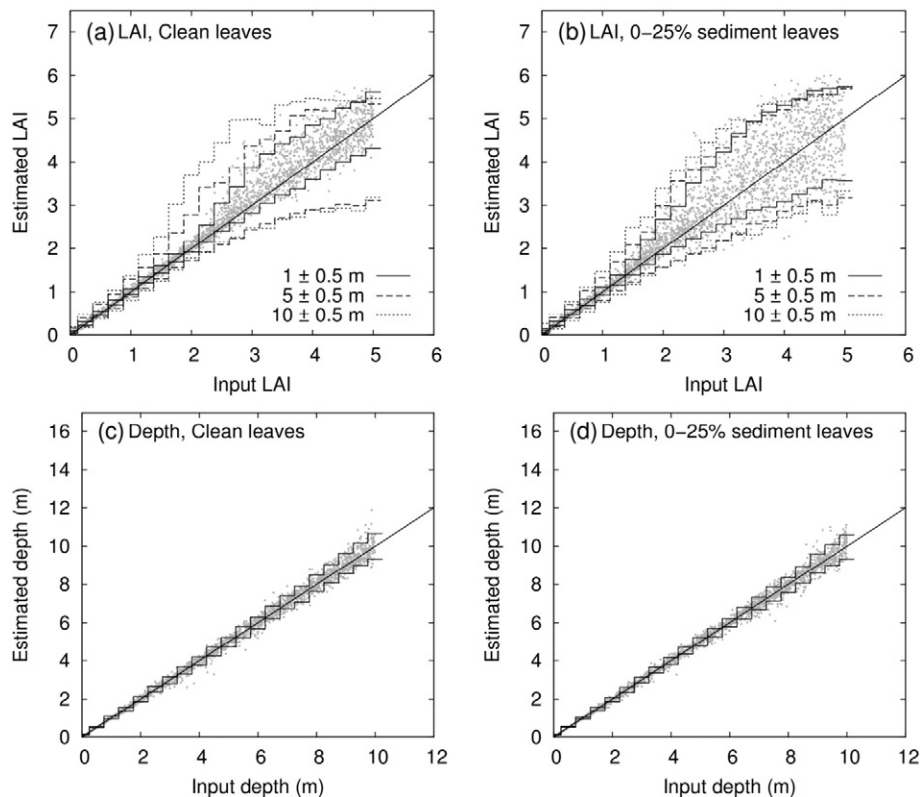 (a) LAI, Clean leaves
7
6
5
4
3
2
1
0
Estimated LAI
1 ± 0.5 m
5 ± 0.5 m
10 ± 0.5 m
0 1 2 3 4 5 6
Input LAI
(b) LAI, 0–25% sediment leaves
7
6
5
4
3
2
1
0
Estimated LAI
1 ± 0.5 m
5 ± 0.5 m
10 ± 0.5 m
0 1 2 3 4 5 6
Input LAI
(c) Depth, Clean leaves
16
14
12
10
8
6
4
2
0
Estimated depth (m)
0 2 4 6 8 10 12
Input depth (m)
(d) Depth, 0–25% sediment leaves
16
14
12
10
8
6
4
2
0
Estimated depth (m)
0 2 4 6 8 10 12
Input depth (m)